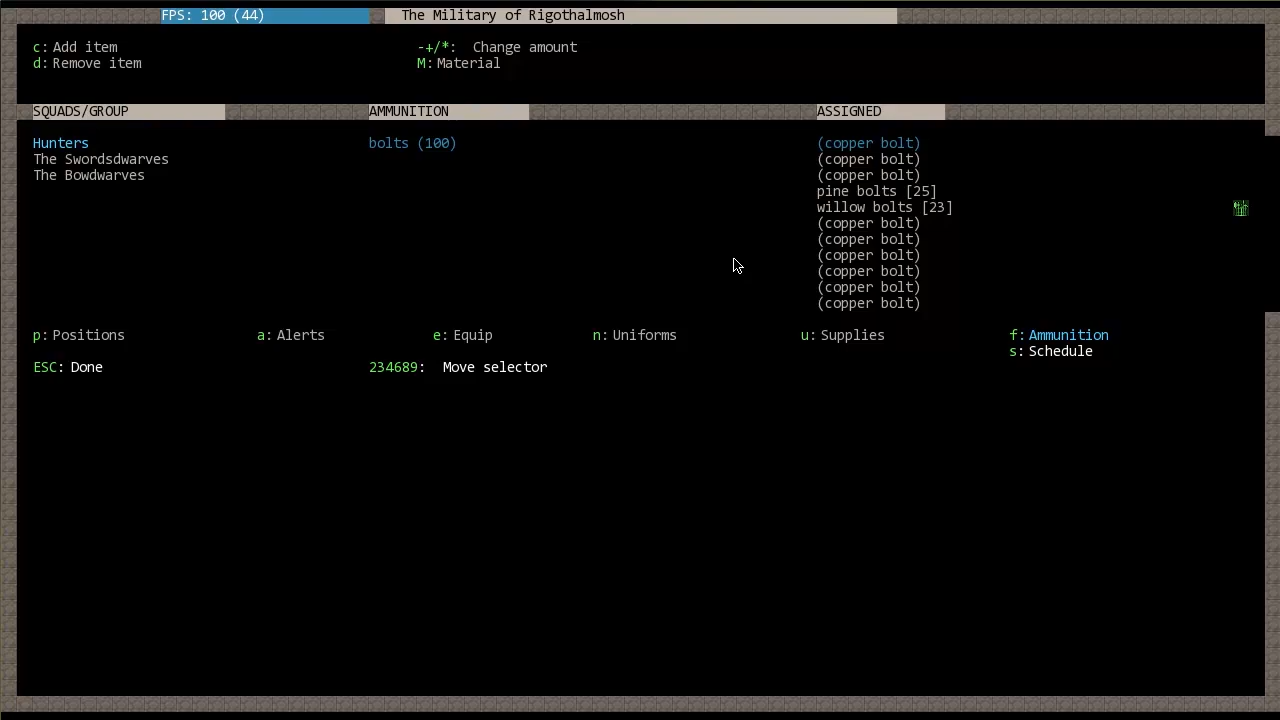 FPS: 100 (44) The Military of Rigothalmosh
c: Add item -+/*: Change amount
d: Remove item M: Material
SQUADS/GROUP AMMUNITION ASSIGNED
Hunters bolts (100) (copper bolt)
The Swordsdwarves (copper bolt)
The Bowdwarves (copper bolt)
pine bolts [25]
willow bolts [23]
(copper bolt)
(copper bolt)
(copper bolt)
(copper bolt)
(copper bolt)
(copper bolt)
p: Positions a: Alerts e: Equip n: Uniforms u: Supplies f: Ammunition
s: Schedule
ESC: Done 234689: Move selector